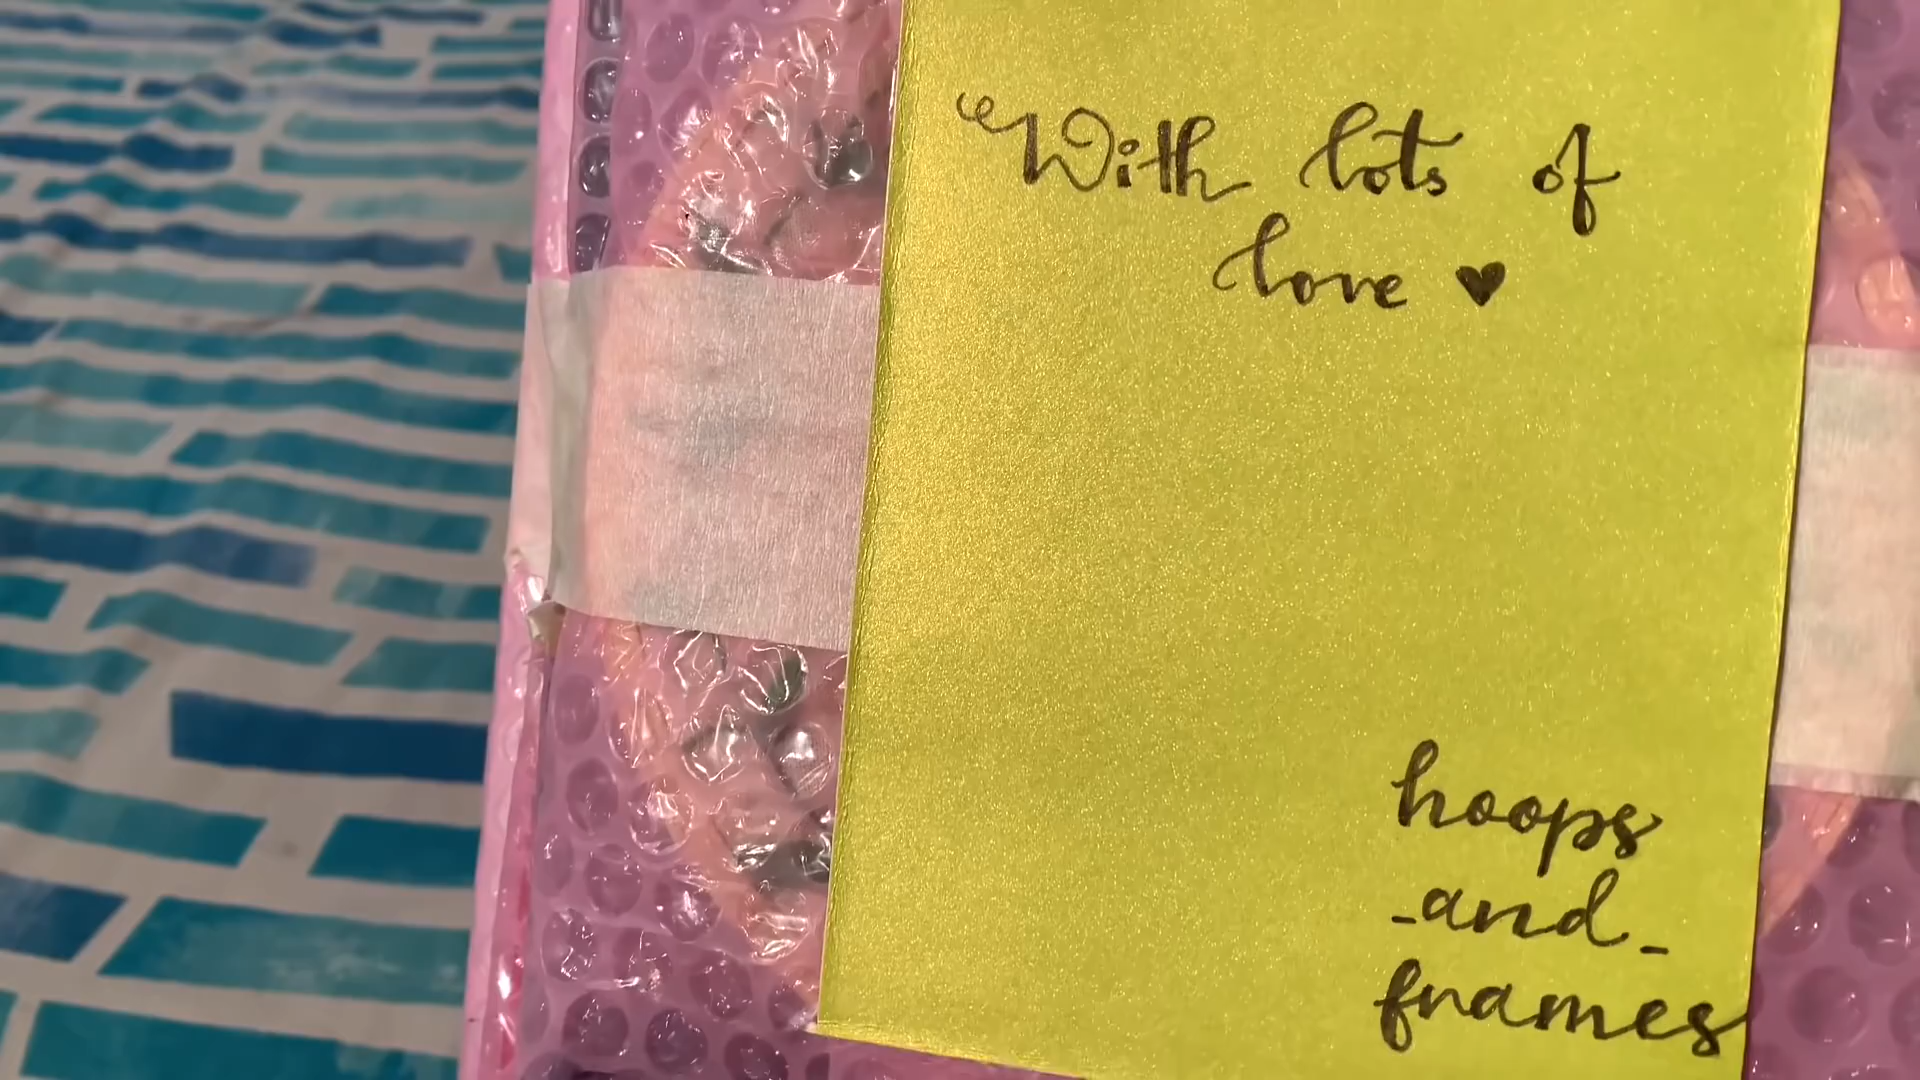 With lots of
love ♥
hoops
_and_
frames